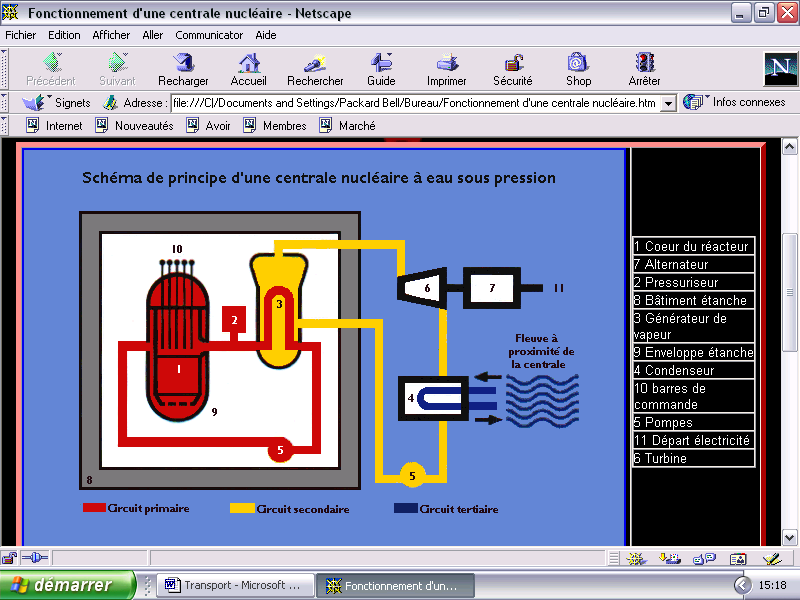 Fonctionnement d'une centrale nucléaire - Netscape
Fichier Edition Afficher Aller Communicator Aide
Précédent Suivant Recharger Accueil Rechercher Guide Imprimer Sécurité Shop Arrêter
N
Signets Adresse : file:///C|/Documents and Settings/Packard Bell/Bureau/Fonctionnement d'une centrale nucléaire.htm Infos connexes
Internet Nouveautés Avoir Membres Marché
Schéma de principe d'une centrale nucléaire à eau sous pression
10
3
2
1
9
5
8
6
7
11
Fleuve à
proximité de
la centrale
4
5
Circuit primaire
Circuit secondaire
Circuit tertiaire
1 Coeur du réacteur
7 Alternateur
2 Pressuriseur
8 Bâtiment étanche
3 Générateur de
vapeur
9 Enveloppe étanche
4 Condenseur
10 barres de
commande
5 Pompes
11 Départ électricité
6 Turbine
démarrer
Transport - Microsoft ...
Fonctionnement d'un...
15:18